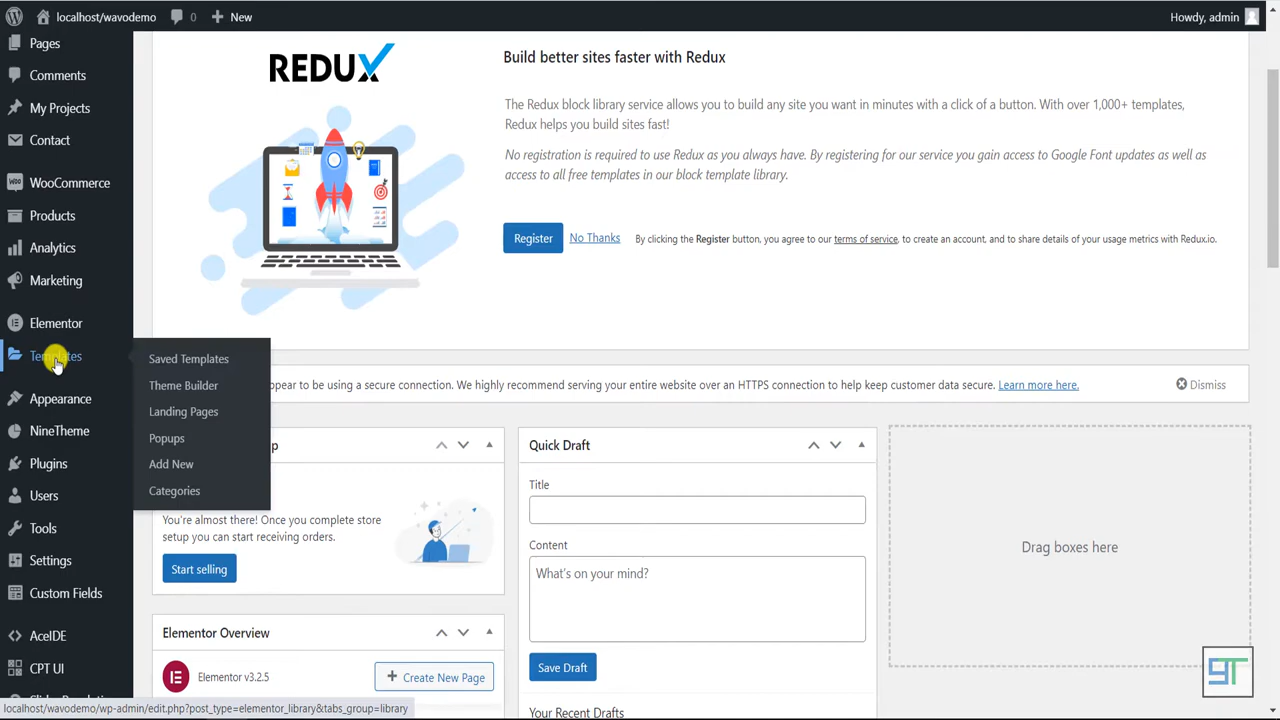 localhost/wavodemo
0
New
Howdy, admin
Pages
Comments
My Projects
Contact
WooCommerce
Products
Analytics
Marketing
Elementor
Templates
Appearance
NineTheme
Plugins
Users
Tools
Settings
Custom Fields
AceIDE
CPT UI
Saved Templates
Theme Builder
Landing Pages
Popups
Add New
Categories
REDUX
Build better sites faster with Redux
The Redux block library service allows you to build any site you want in minutes with a click of a button. With over 1,000+ templates,
Redux helps you build sites fast!
No registration is required to use Redux as you always have. By registering for our service you gain access to Google Font updates as well as
access to all free templates in our block template library.
Register
No Thanks
By clicking the Register button, you agree to our terms of service, to create an account, and to share details of your usage metrics with Redux.io.
ppear to be using a secure connection. We highly recommend serving your entire website over an HTTPS connection to help keep customer data secure. Learn more here.
Dismiss
p
You're almost there! Once you complete store
setup you can start receiving orders.
Start selling
Elementor Overview
Elementor v3.2.5
Create New Page
Quick Draft
Title
Content
What's on your mind?
Save Draft
Your Recent Drafts
Drag boxes here
localhost/wavodemo/wp-admin/edit.php?post_type=elementor_library&tabs_group=library